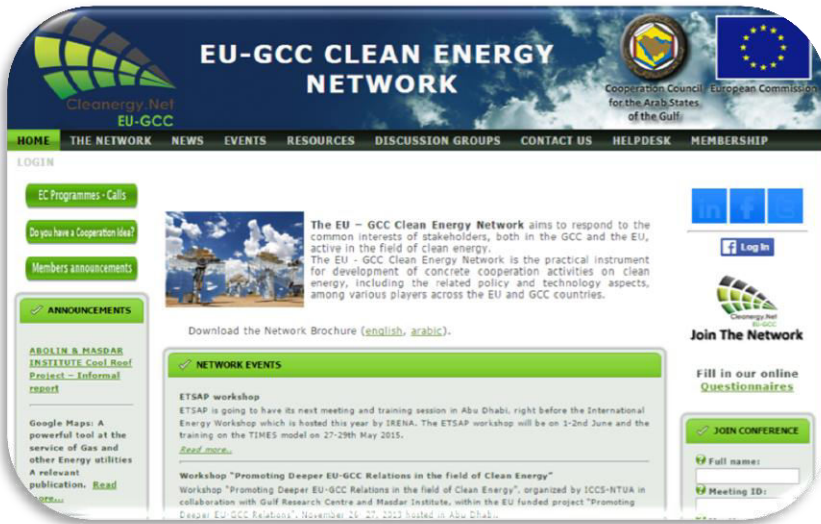 EU-GCC CLEAN ENERGY
NETWORK
Cleanergy.Net
EU-GCC
Cooperation Council
for the Arab States
of the Gulf
European Commission
HOME THE NETWORK NEWS EVENTS RESOURCES DISCUSSION GROUPS CONTACT US HELPDESK MEMBERSHIP
LOGIN
EC Programmes - Calls
Do you have a Cooperation Idea?
Members announcements
ANNOUNCEMENTS
ABOLIN & MASDAR
INSTITUTE Cool Roof
Project – Informal
report
Google Maps: A
powerful tool at the
service of Gas and
other Energy utilities
A relevant
publication. Read
more...
The EU – GCC Clean Energy Network aims to respond to the
common interests of stakeholders, both in the GCC and the EU,
active in the field of clean energy.
The EU - GCC Clean Energy Network is the practical instrument
for development of concrete cooperation activities on clean
energy, including the related policy and technology aspects,
among various players across the EU and GCC countries.
Download the Network Brochure (english, arabic).
NETWORK EVENTS
ETSAP workshop
ETSAP is going to have its next meeting and training session in Abu Dhabi, right before the International
Energy Workshop which is hosted this year by IRENA. The ETSAP workshop will be on 1-2nd June and the
training on the TIMES model on 27-29th May 2015.
Read more..
Workshop "Promoting Deeper EU-GCC Relations in the field of Clean Energy"
Workshop "Promoting Deeper EU-GCC Relations in the field of Clean Energy", organized by ICCS-NTUA in
collaboration with Gulf Research Centre and Masdar Institute, within the EU funded project "Promoting
Deeper EU-GCC Relations", November 26-27, 2013 hosted in Abu Dhabi.
in f
f Log In
Cleanergy.Net
EU-GCC
Join The Network
Fill in our online
Questionnaires
JOIN CONFERENCE
Full name:
Meeting ID: